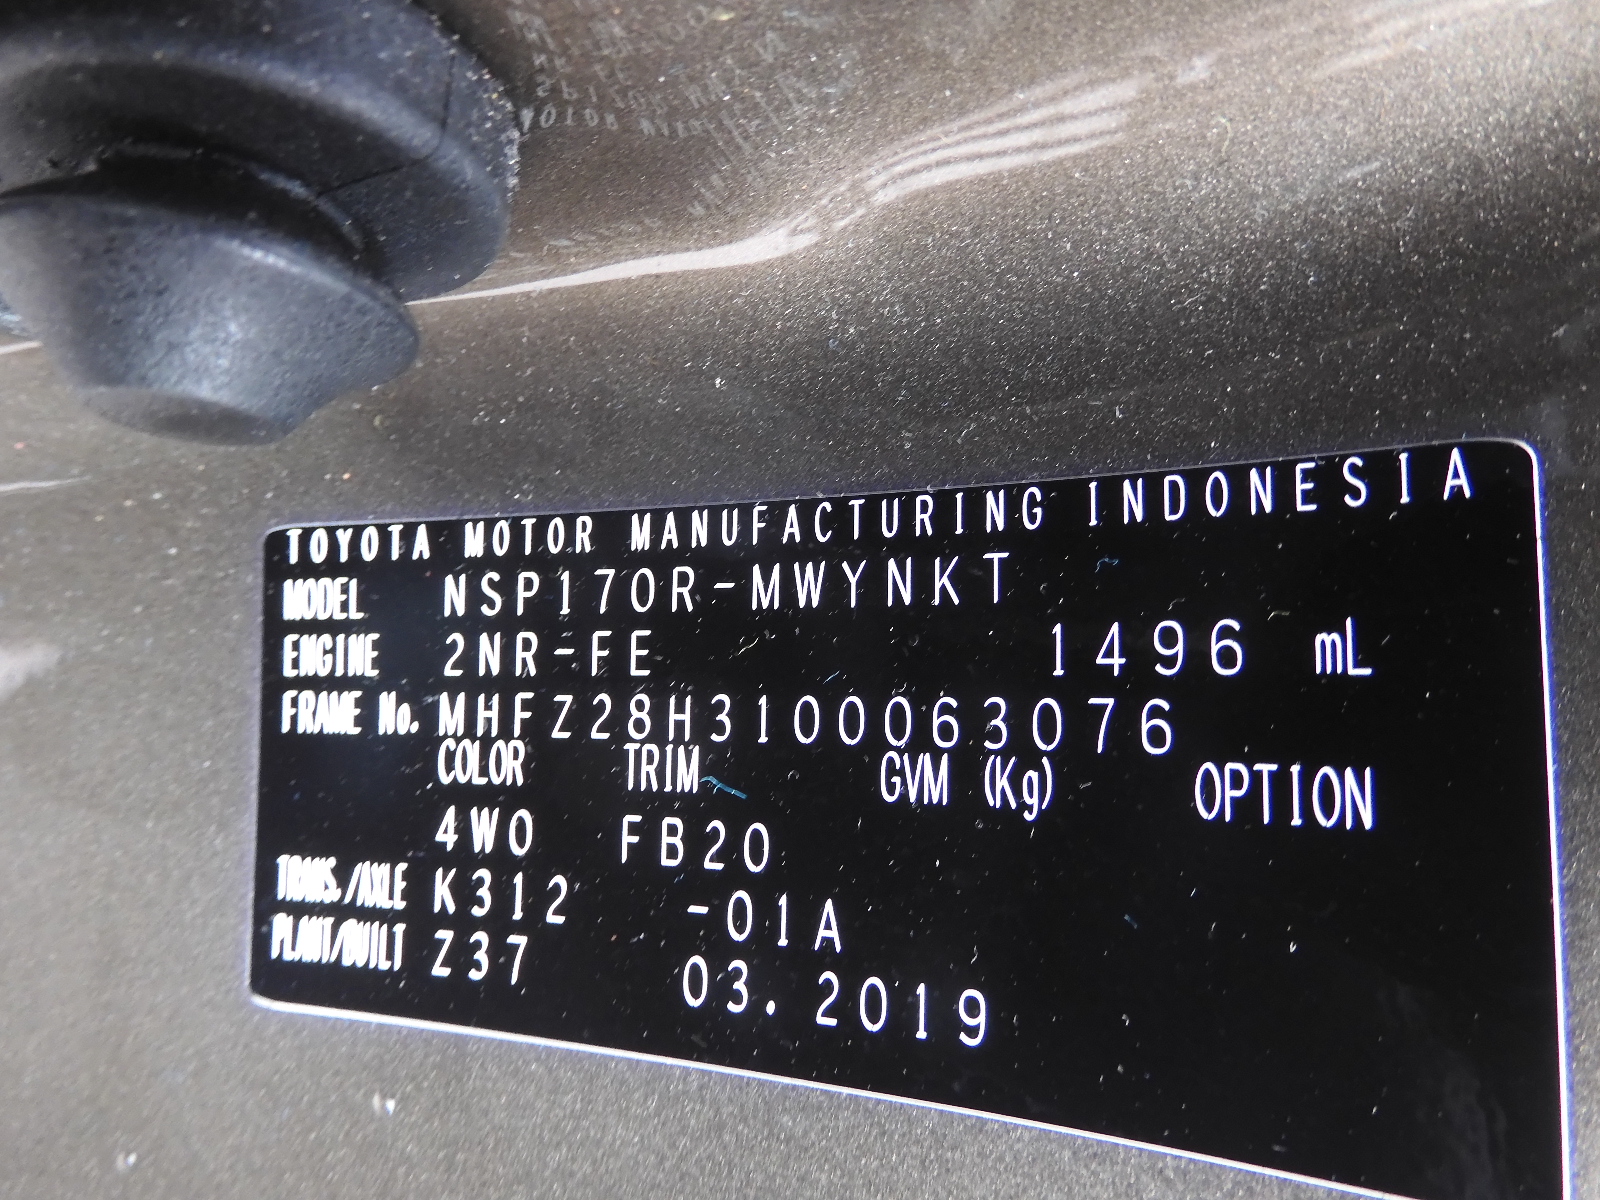 TOYOTA MOTOR MANUFACTURING INDONESIA
MODEL NSP170R-MWYNKT
ENGINE 2NR-FE 1496 mL
FRAME No. MHFZ28H3100063076
COLOR TRIM GVM (Kg) OPTION
4W0 FB20
TRANS./AXLE K312 -01A
PLANT/BUILT Z37 03.2019